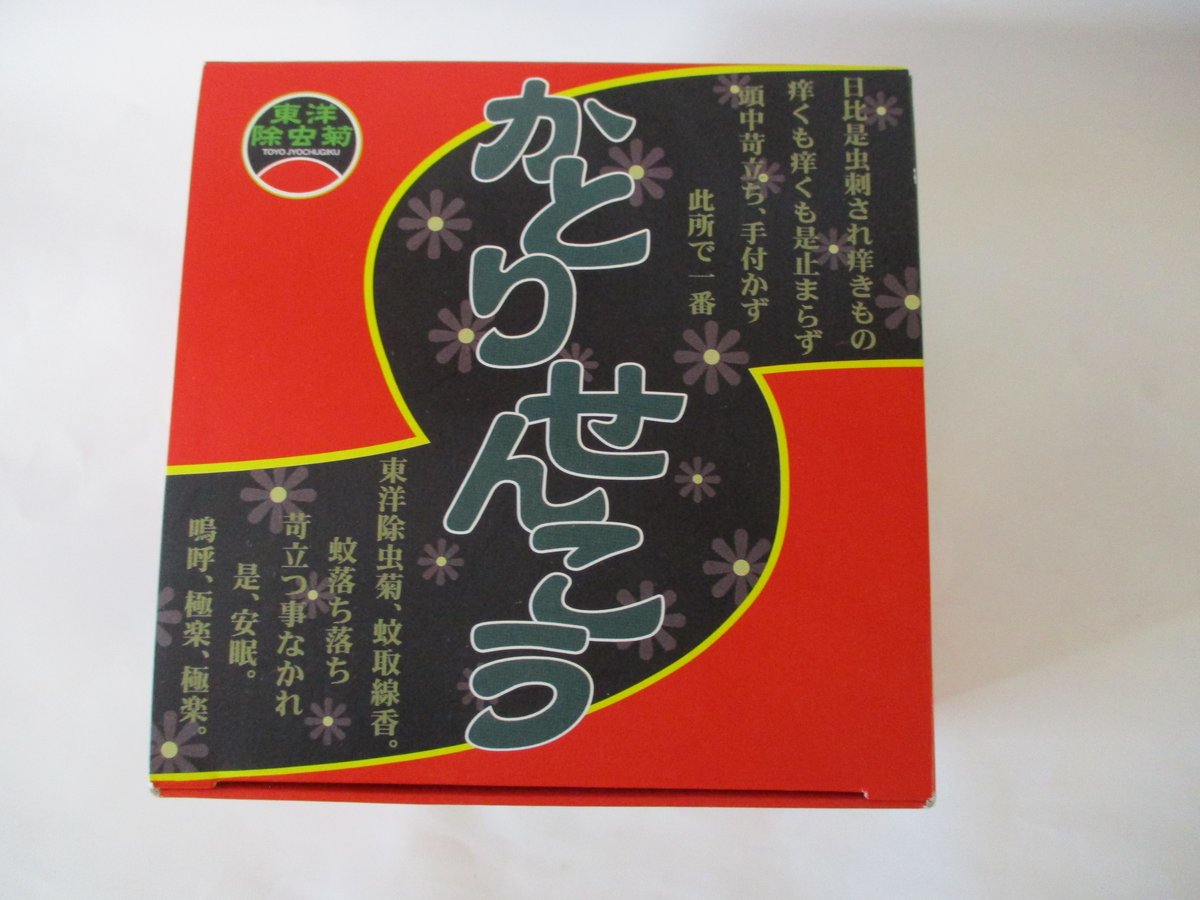 東洋
除虫菊
TOYO JYOCHUGIKU
かとり
せんこう
日比是虫刺され痒きもの
痒くも痒くも是止まらず
頭中苛立ち、手付かず
此所で一番
東洋除虫菊、蚊取線香。
蚊落ち落ち
苛立つ事なかれ
是、安眠。
嗚呼、極楽、極楽。